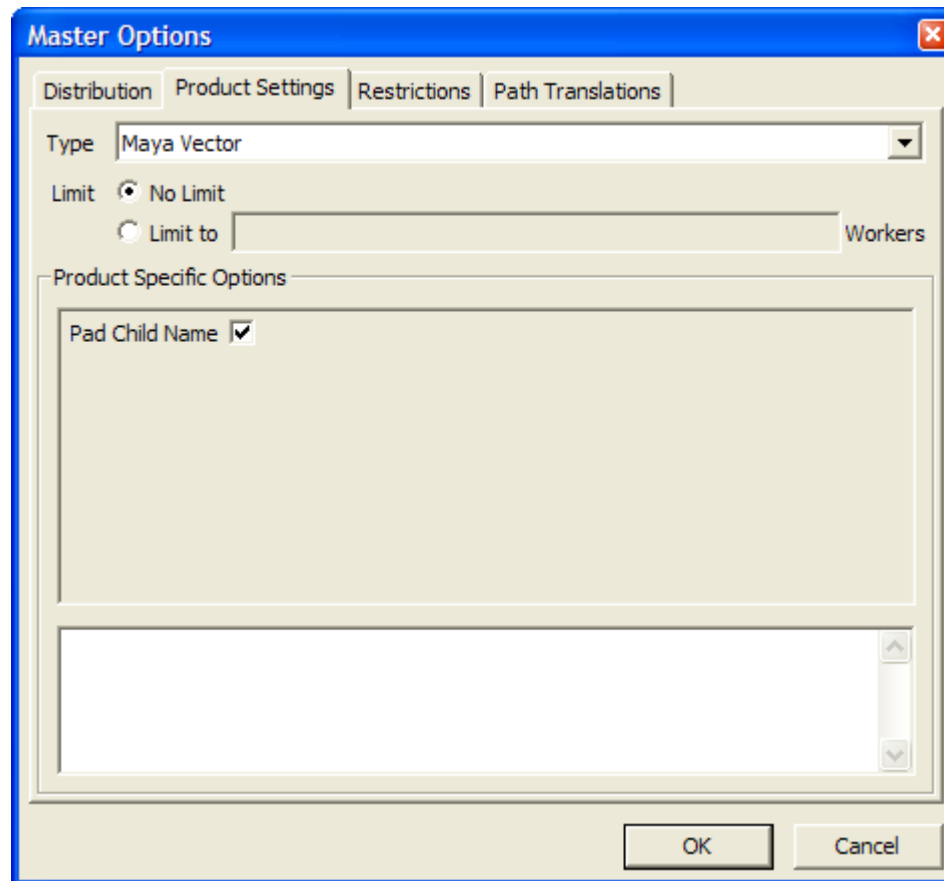 Master Options
Distribution Product Settings Restrictions Path Translations
Type Maya Vector
Limit No Limit
Limit to Workers
Product Specific Options
Pad Child Name
OK Cancel